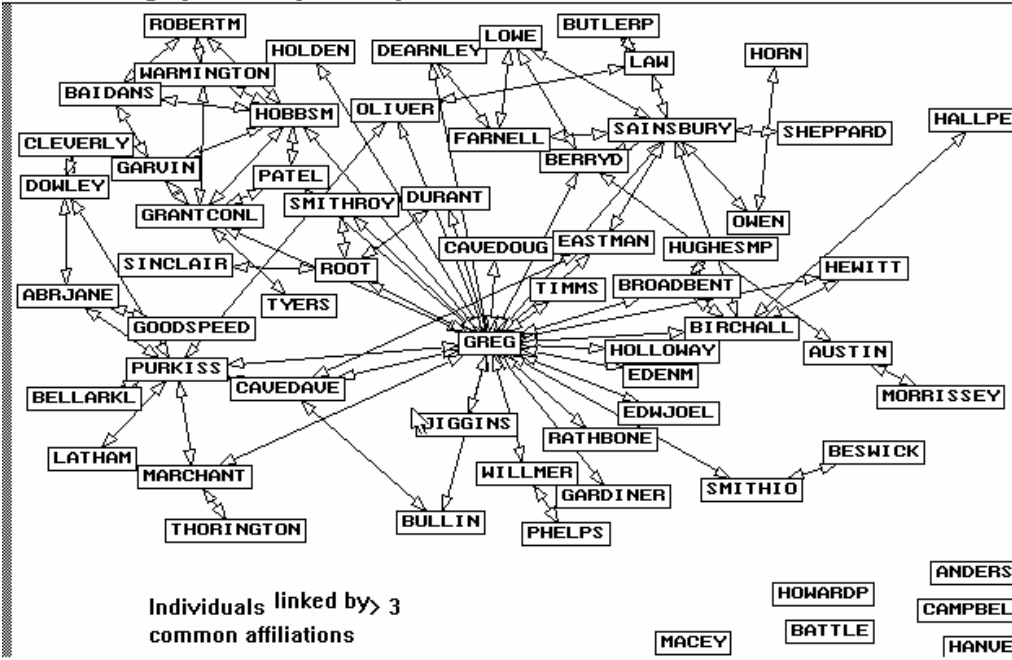 ROBERTM
BUTLERP
LOWE
HOLDEN
DEARNLEY
HORN
LAW
WARMINGTON
BAIDANS
OLIVER
HOBBSM
HALLPE
CLEVERLY
FARNELL
SAINSBURY
SHEPPARD
BERRYD
GARVIN
PATEL
DOWLEY
SMITHROY
DURANT
GRANTCONL
OWEN
CAVEDOUG
EASTMAN
HUGHESMP
SINCLAIR
ROOT
HEWITT
TIMMS
BROADBENT
ABRJANE
TYERS
GOODSPEED
BIRCHALL
GREG
HOLLOWAY
AUSTIN
PURKISS
EDENM
CAVEDAVE
BELLARKL
MORRISSEY
EDWJOEL
JIGGINS
RATHBONE
BESWICK
LATHAM
MARCHANT
WILLMER
GARDINER
SMITHIO
BULLIN
THORINGTON
PHELPS
ANDERS
HOWARDP
CAMPBEL
BATTLE
MACEY
HANVE
Individuals linked by > 3
common affiliations